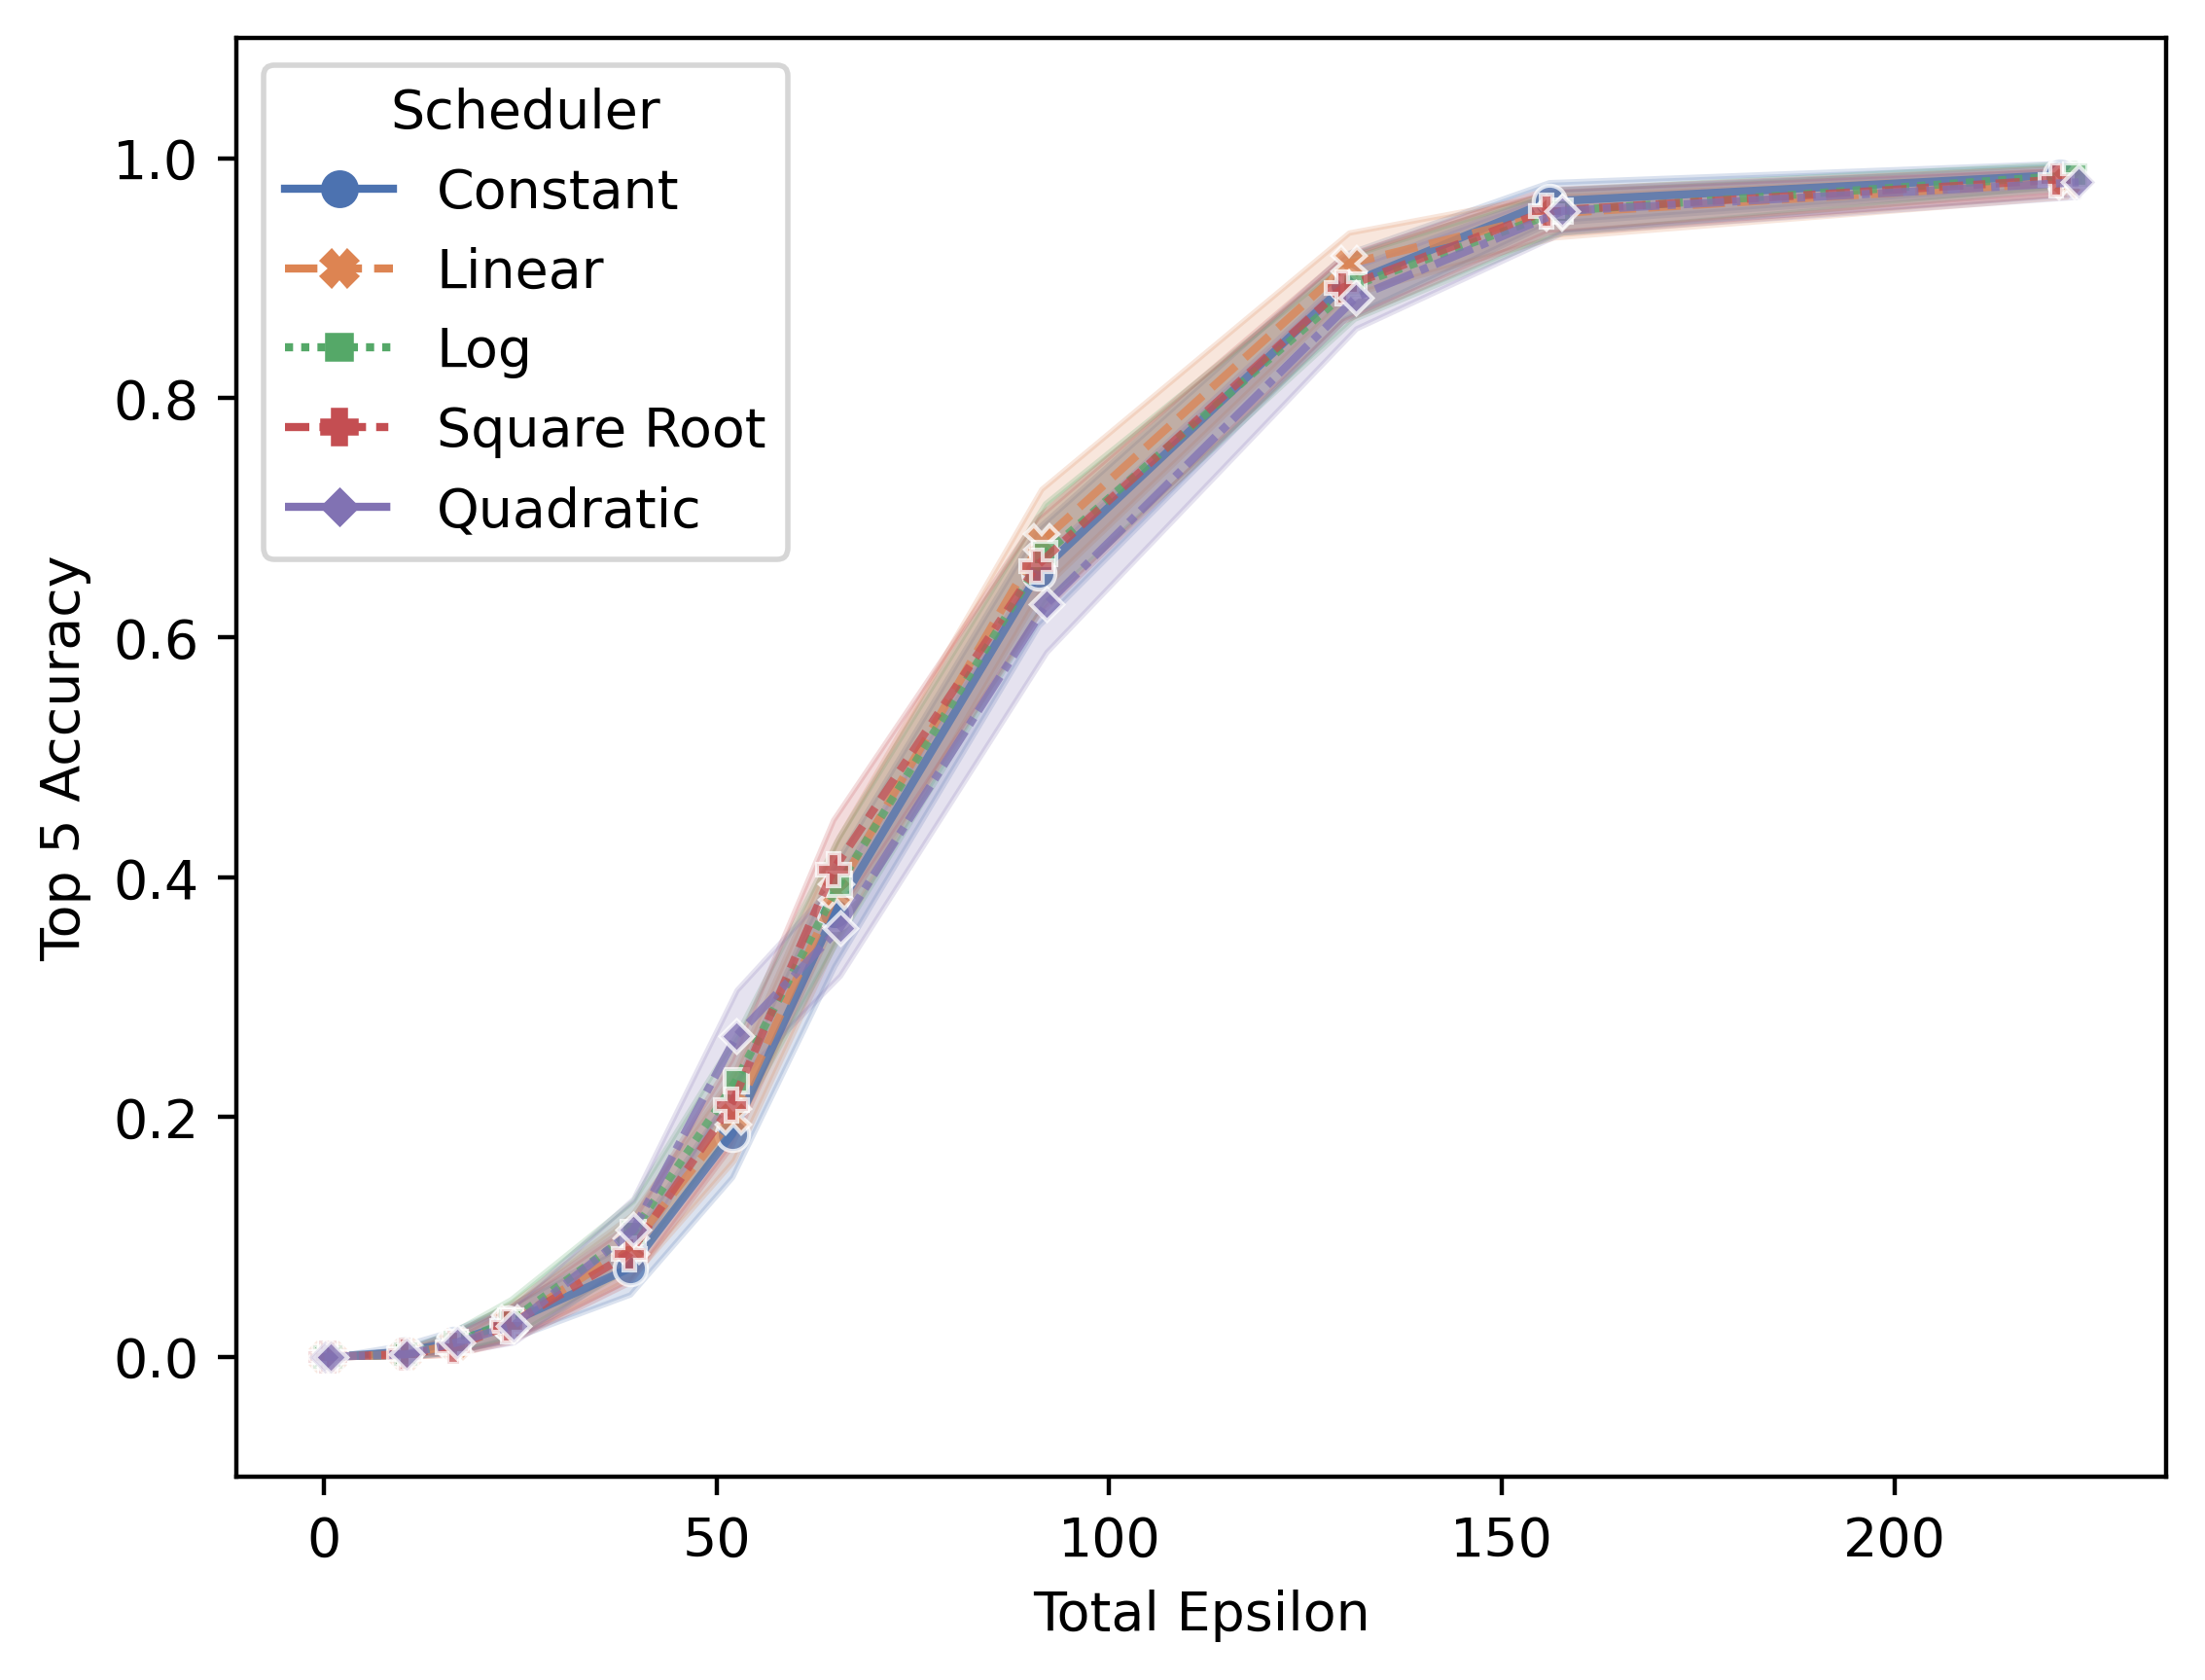 Scheduler
Constant
Linear
Log
Square Root
Quadratic
Top 5 Accuracy
1.0
0.8
0.6
0.4
0.2
0.0
0
50
100
150
200
Total Epsilon